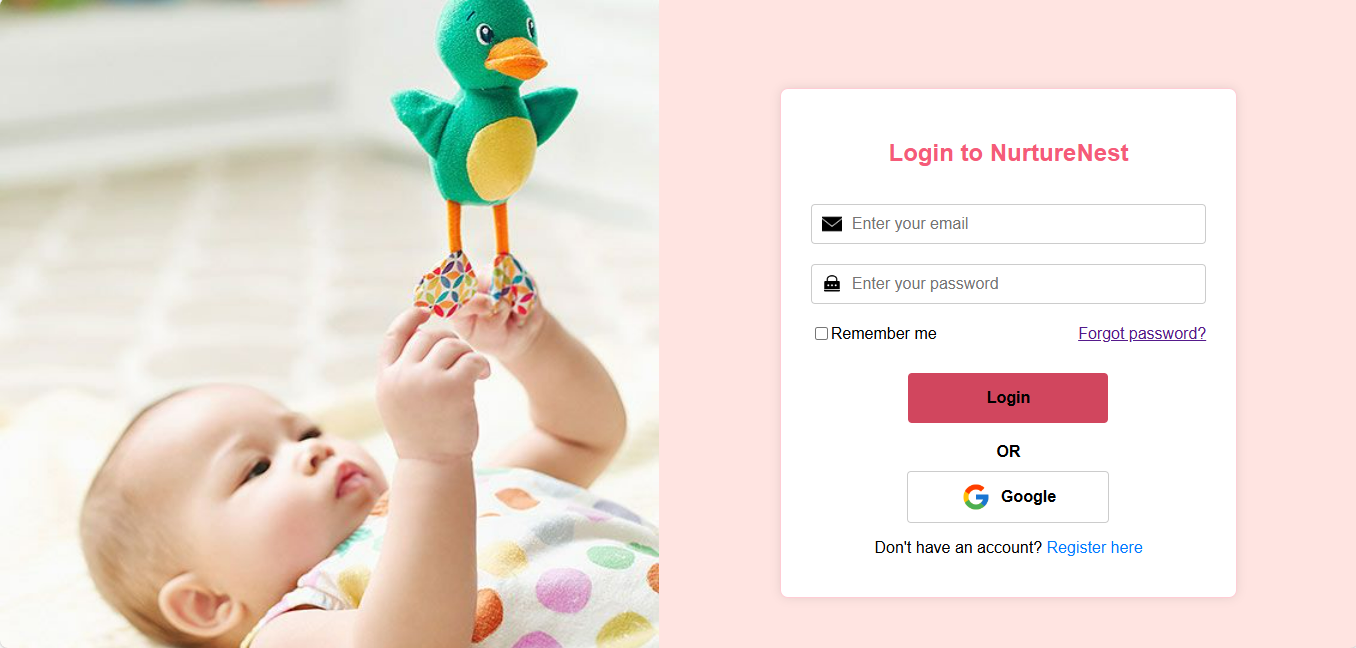 Login to NurtureNest
Enter your email
Enter your password
Remember me Forgot password?
Login
OR
Google
Don't have an account? Register here